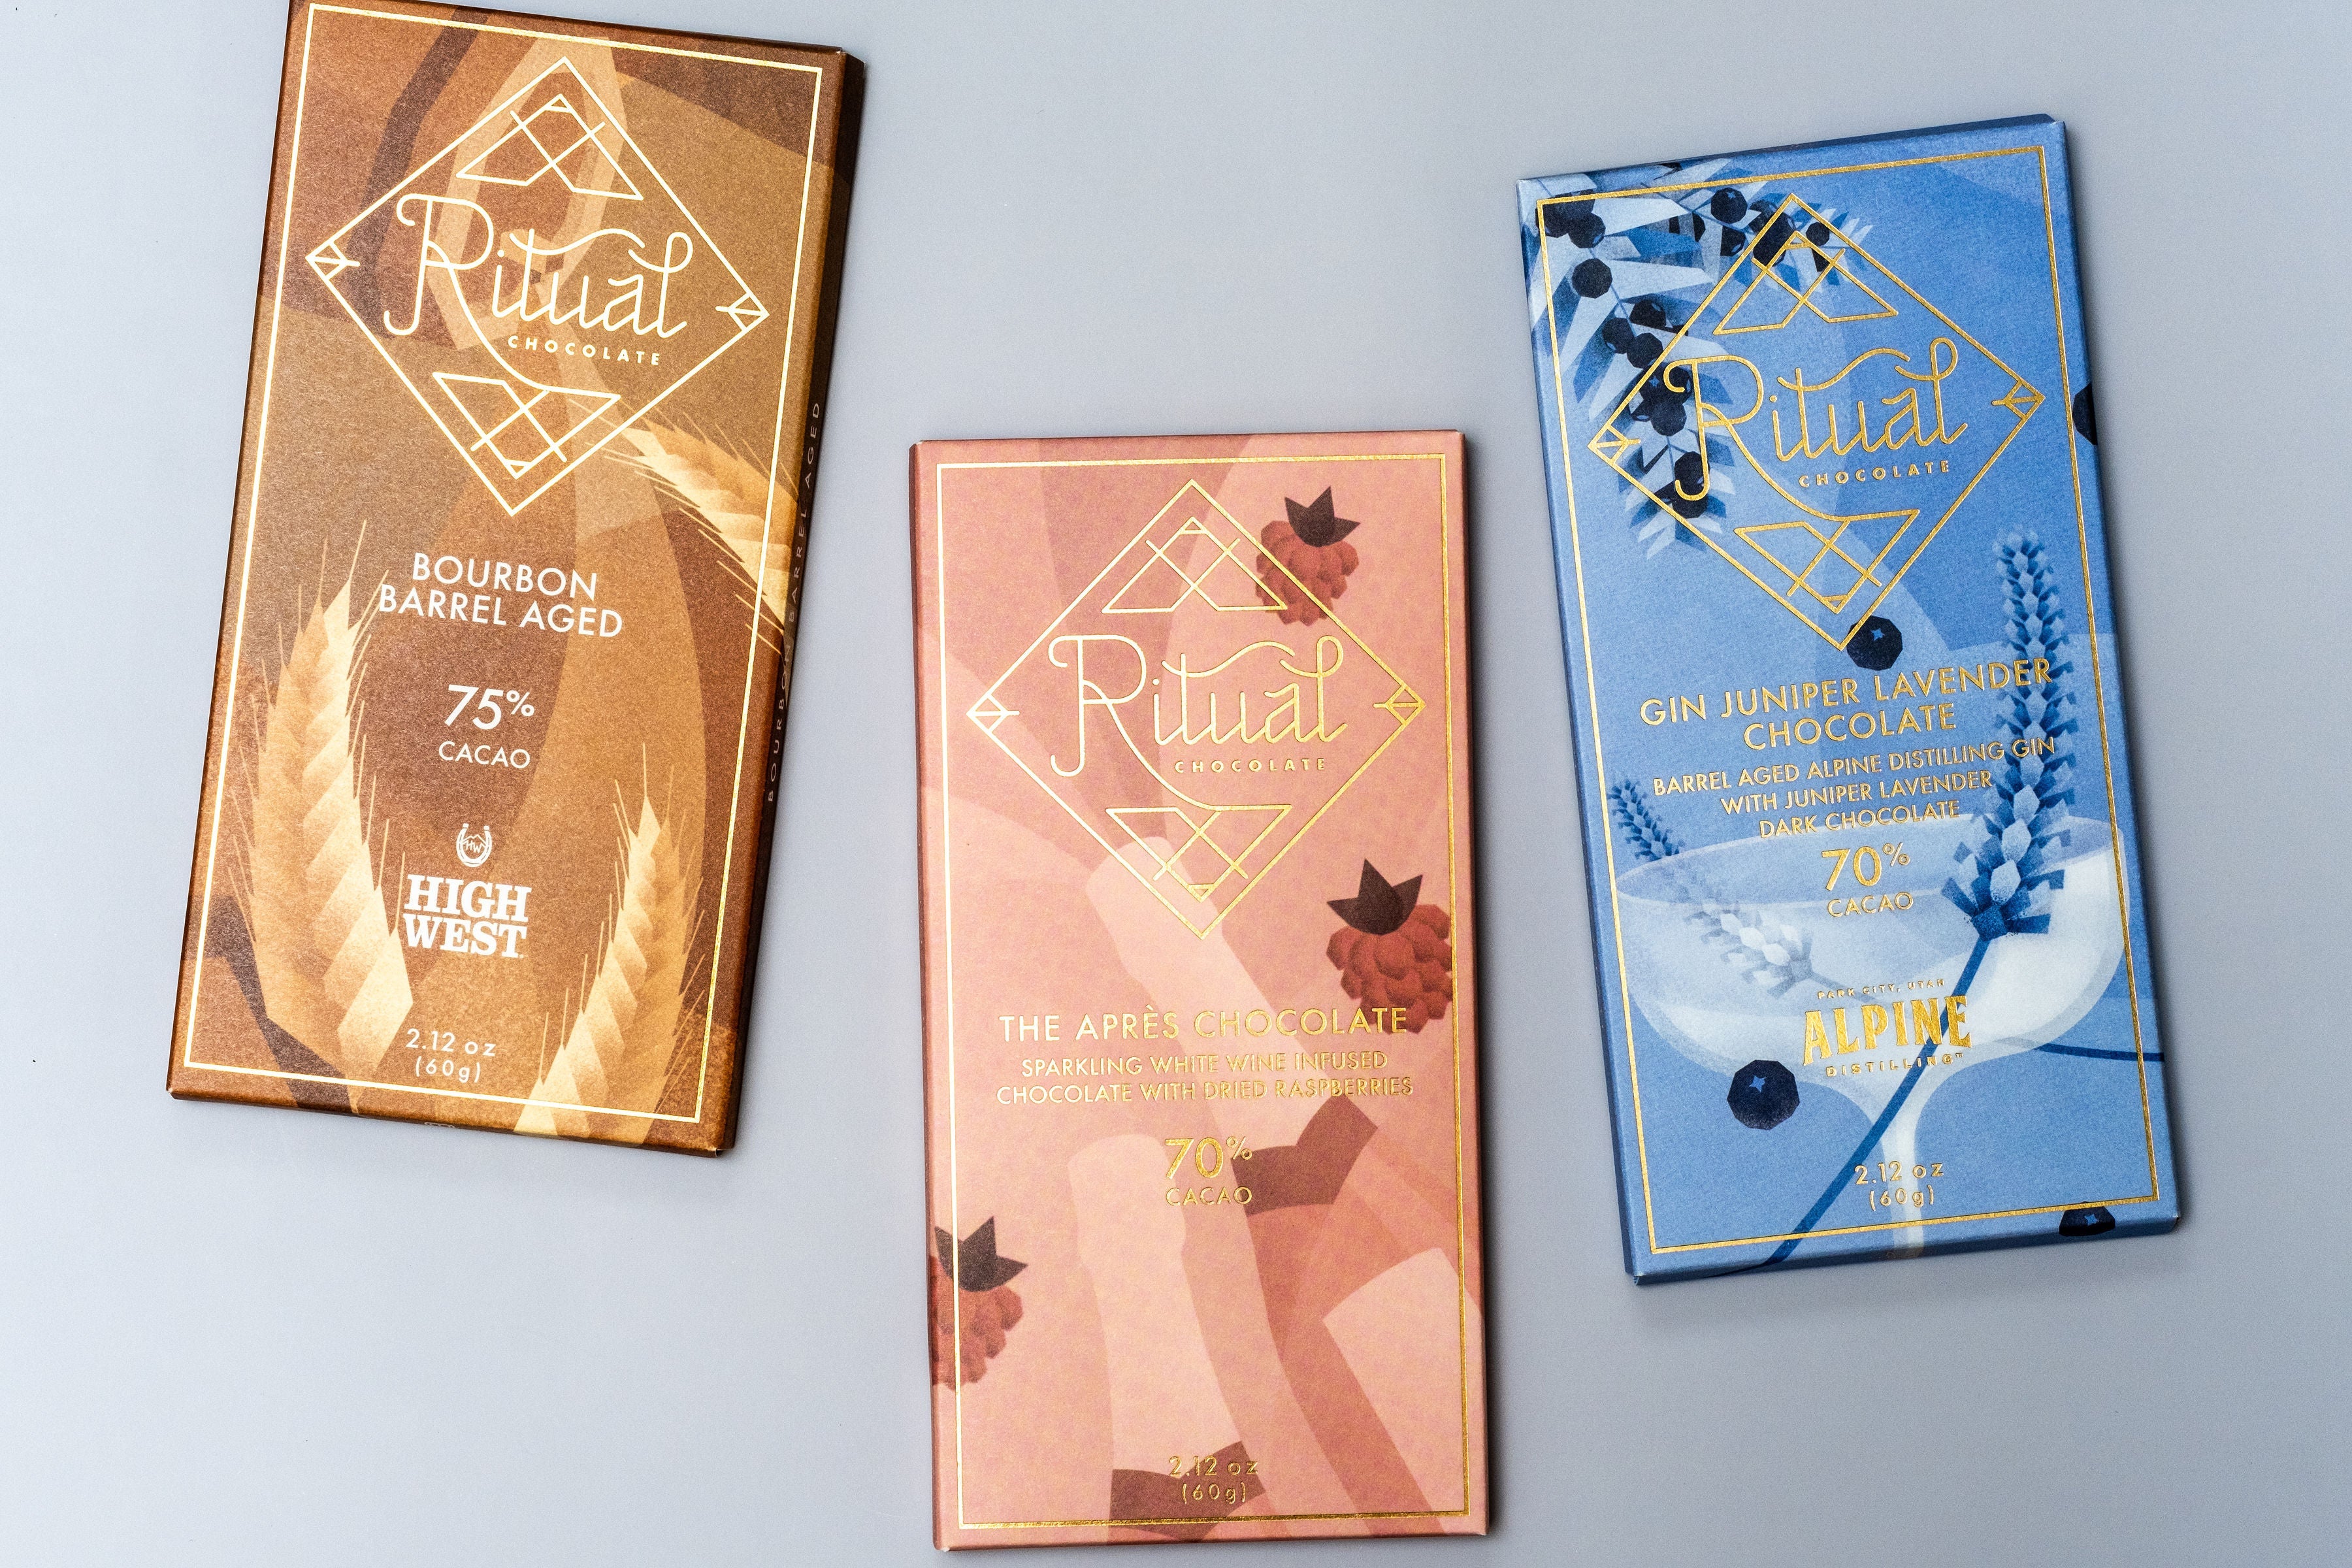 Ritual
CHOCOLATE
BOURBON
BARREL AGED
75%
CACAO
HW
HIGH
WEST
2.12 oz
(60g)
BOURBON BARREL AGED
Ritual
CHOCOLATE
THE APRÈS CHOCOLATE
SPARKLING WHITE WINE INFUSED
CHOCOLATE WITH DRIED RASPBERRIES
70%
CACAO
2.12 oz
(60g)
Ritual
CHOCOLATE
GIN JUNIPER LAVENDER
CHOCOLATE
BARREL AGED ALPINE DISTILLING GIN
WITH JUNIPER LAVENDER
DARK CHOCOLATE
70%
CACAO
PARK CITY, UTAH
ALPINE
DISTILLING™
2.12 oz
(60g)